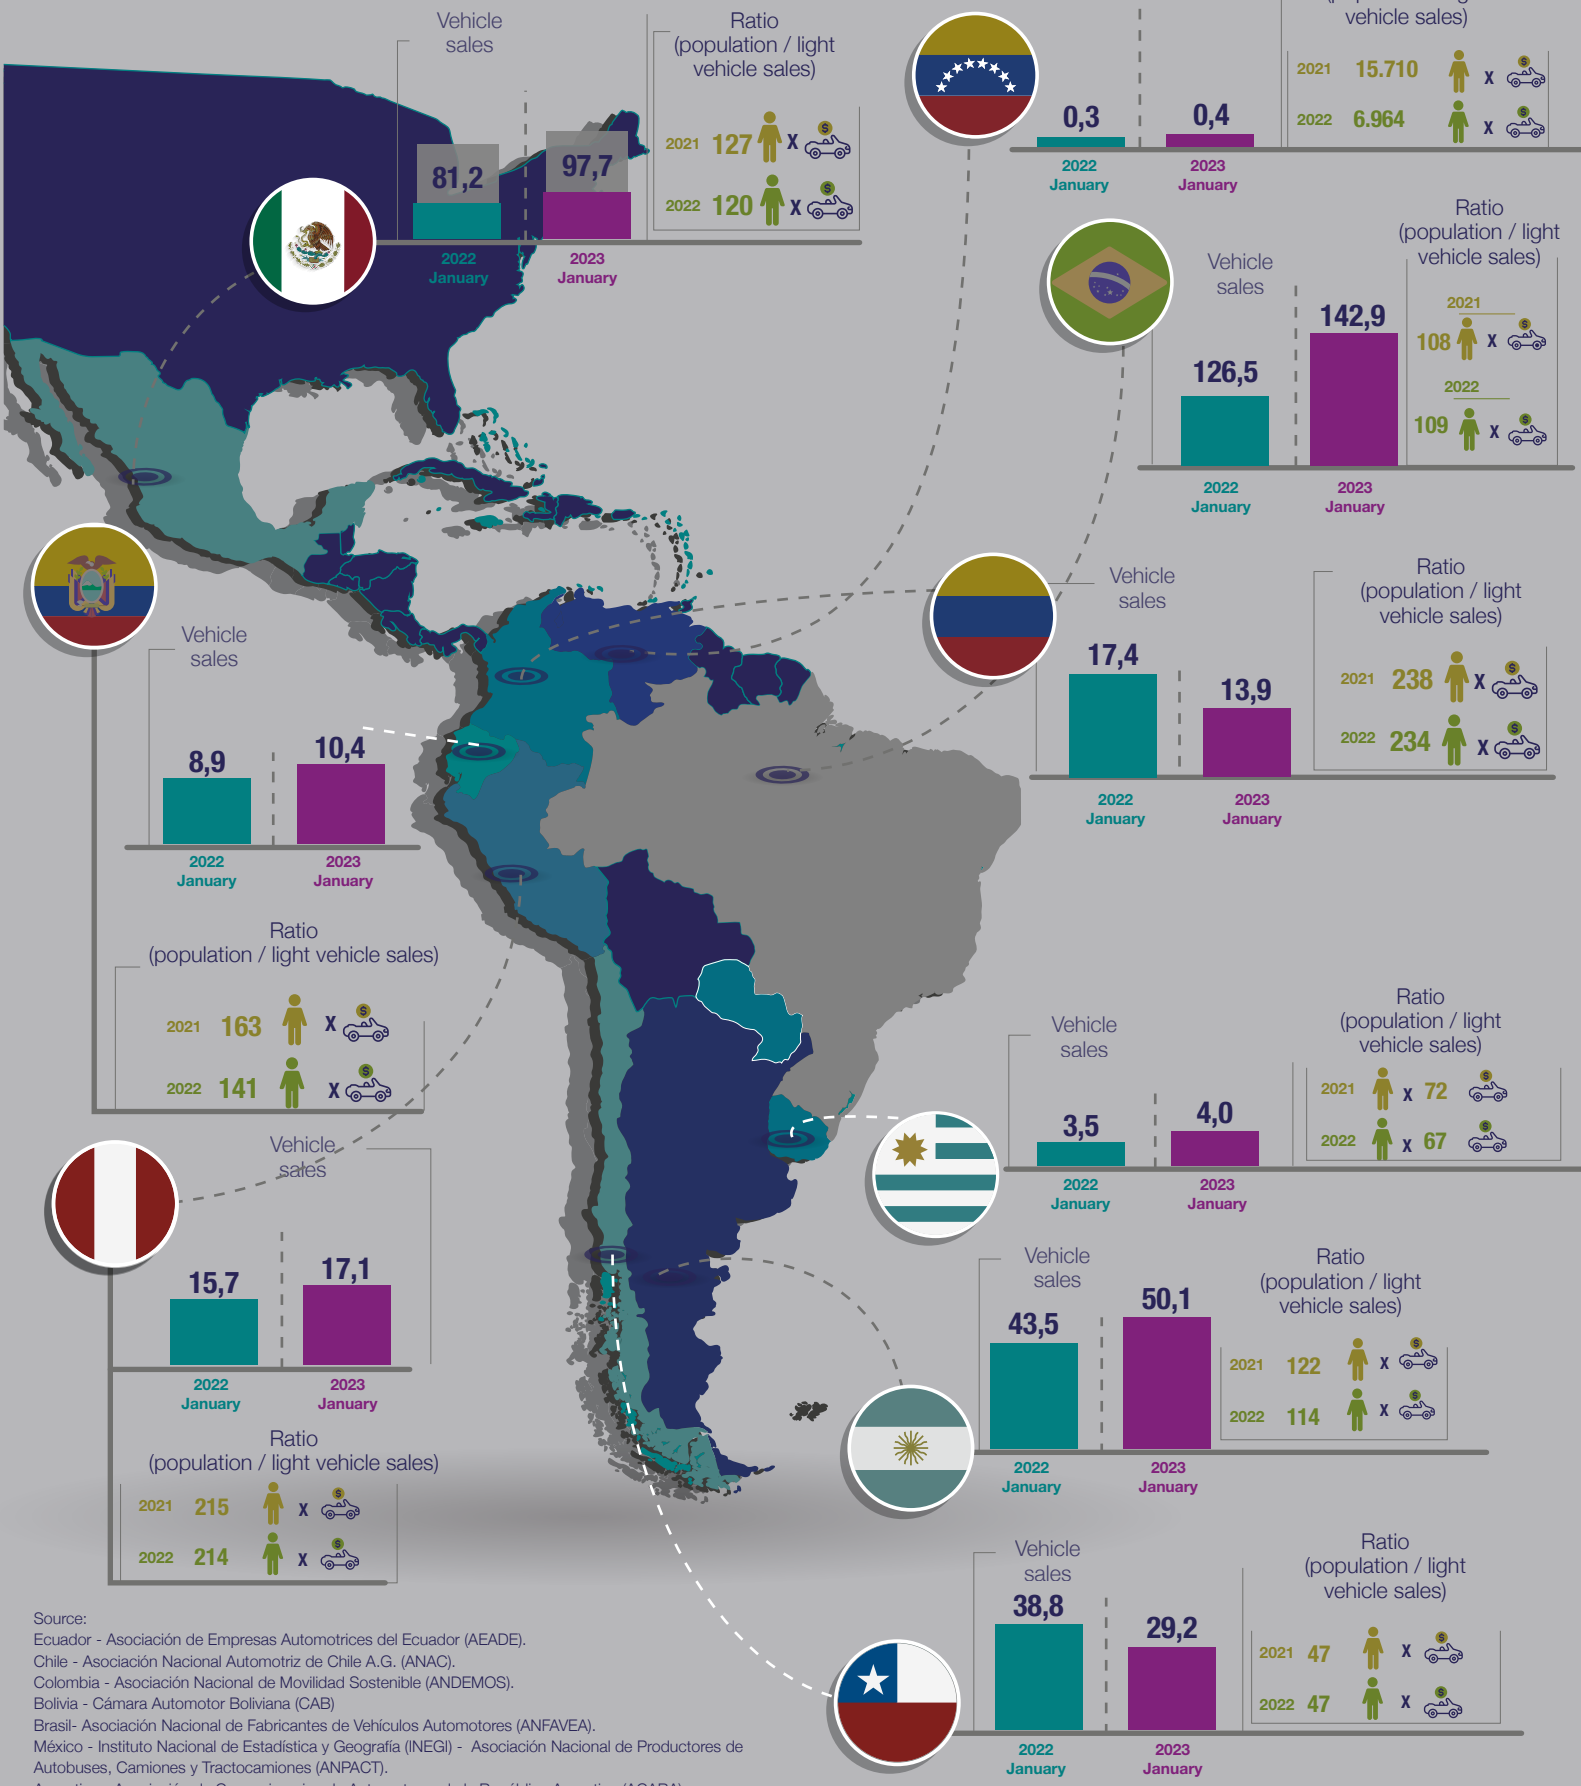 Vehicle
sales
81,2
97,7
2022
January
2023
January
Ratio
(population / light
vehicle sales)
2021 127 X $
2022 120 X $
0,3
0,4
2022
January
2023
January
vehicle sales)
2021 15.710 X $
2022 6.964 X $
Vehicle
sales
126,5
142,9
2022
January
2023
January
Ratio
(population / light
vehicle sales)
2021
108 X $
2022
109 X $
Vehicle
sales
17,4
13,9
2022
January
2023
January
Ratio
(population / light
vehicle sales)
2021 238 X $
2022 234 X $
Vehicle
sales
8,9
10,4
2022
January
2023
January
Ratio
(population / light vehicle sales)
2021 163 X $
2022 141 X $
Vehicle
sales
3,5
4,0
2022
January
2023
January
Ratio
(population / light
vehicle sales)
2021 X 72 $
2022 X 67 $
Vehicle
sales
15,7
17,1
2022
January
2023
January
Ratio
(population / light vehicle sales)
2021 215 X $
2022 214 X $
Vehicle
sales
43,5
50,1
2022
January
2023
January
Ratio
(population / light
vehicle sales)
2021 122 X $
2022 114 X $
Vehicle
sales
38,8
29,2
2022
January
2023
January
Ratio
(population / light
vehicle sales)
2021 47 X $
2022 47 X $
Source:
Ecuador - Asociación de Empresas Automotrices del Ecuador (AEADE).
Chile - Asociación Nacional Automotriz de Chile A.G. (ANAC).
Colombia - Asociación Nacional de Movilidad Sostenible (ANDEMOS).
Bolivia - Cámara Automotor Boliviana (CAB)
Brasil- Asociación Nacional de Fabricantes de Vehículos Automotores (ANFAVEA).
México - Instituto Nacional de Estadística y Geografía (INEGI) - Asociación Nacional de Productores de
Autobuses, Camiones y Tractocamiones (ANPACT).